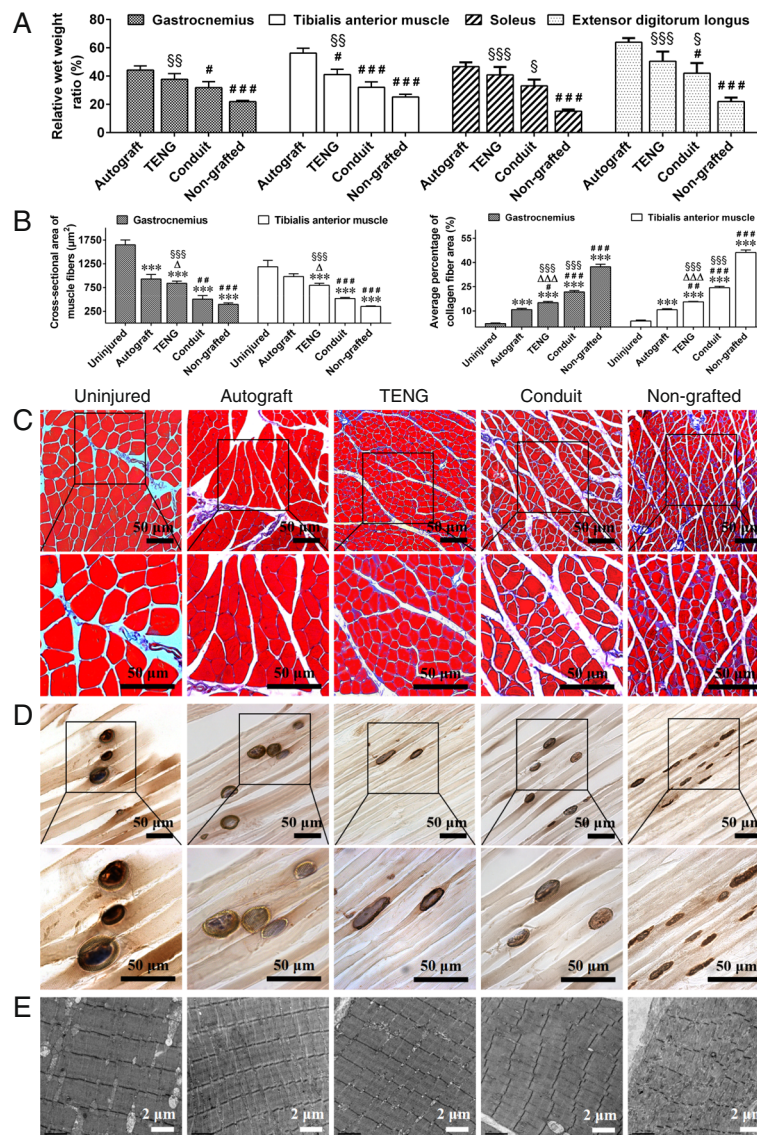 A
Gastrocnemius Tibialis anterior muscle Soleus Extensor digitorum longus
Relative wet weight
ratio (%)
80
60
40
20
0
§§ # ###
§§ # ### ###
§§§ § ###
§§§ § # ###
Autograft TENG Conduit Non-grafted Autograft TENG Conduit Non-grafted Autograft TENG Conduit Non-grafted Autograft TENG Conduit Non-grafted
B
Gastrocnemius Tibialis anterior muscle
Cross-sectional area of
muscle fibers (μm²)
1750
1250
750
250
*** §§§ Δ *** ## *** ### ***
§§§ Δ *** ### *** ### ***
Uninjured Autograft TENG Conduit Non-grafted Uninjured Autograft TENG Conduit Non-grafted
Gastrocnemius Tibialis anterior muscle
Average percentage of
collagen fiber area (%)
55
40
25
10
*** §§§ ΔΔΔ # *** §§§ ### *** ### ***
*** §§§ ΔΔΔ ## *** §§§ ### *** ### ***
Uninjured Autograft TENG Conduit Non-grafted Uninjured Autograft TENG Conduit Non-grafted
Uninjured Autograft TENG Conduit Non-grafted
C
50 μm 50 μm 50 μm 50 μm 50 μm
50 μm 50 μm 50 μm 50 μm 50 μm
D
50 μm 50 μm 50 μm 50 μm 50 μm
50 μm 50 μm 50 μm 50 μm 50 μm
E
2 μm 2 μm 2 μm 2 μm 2 μm